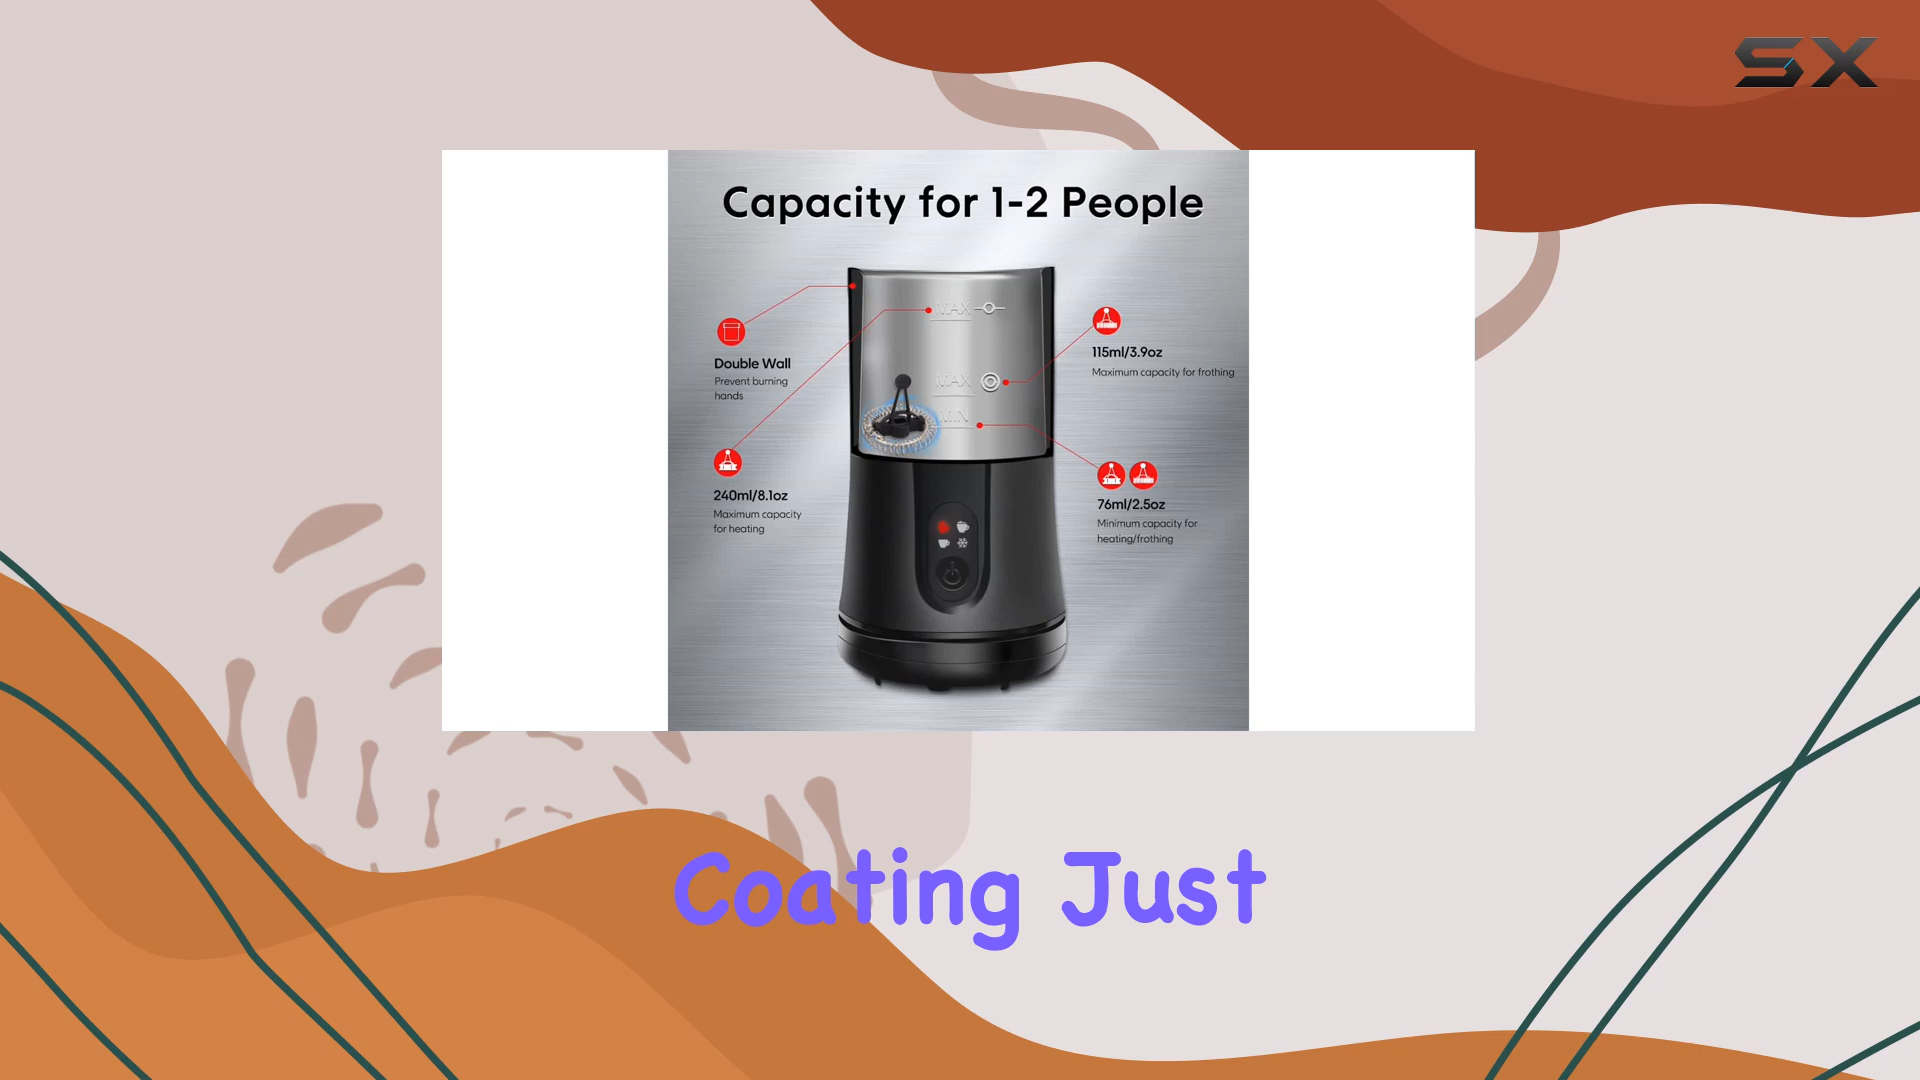 SX
Capacity for 1-2 People
MAX
Double Wall
Prevent burning
hands
115ml/3.9oz
Maximum capacity for frothing
MAX
MIN
240ml/8.1oz
Maximum capacity
for heating
76ml/2.5oz
Minimum capacity for
heating/frothing
Coating Just